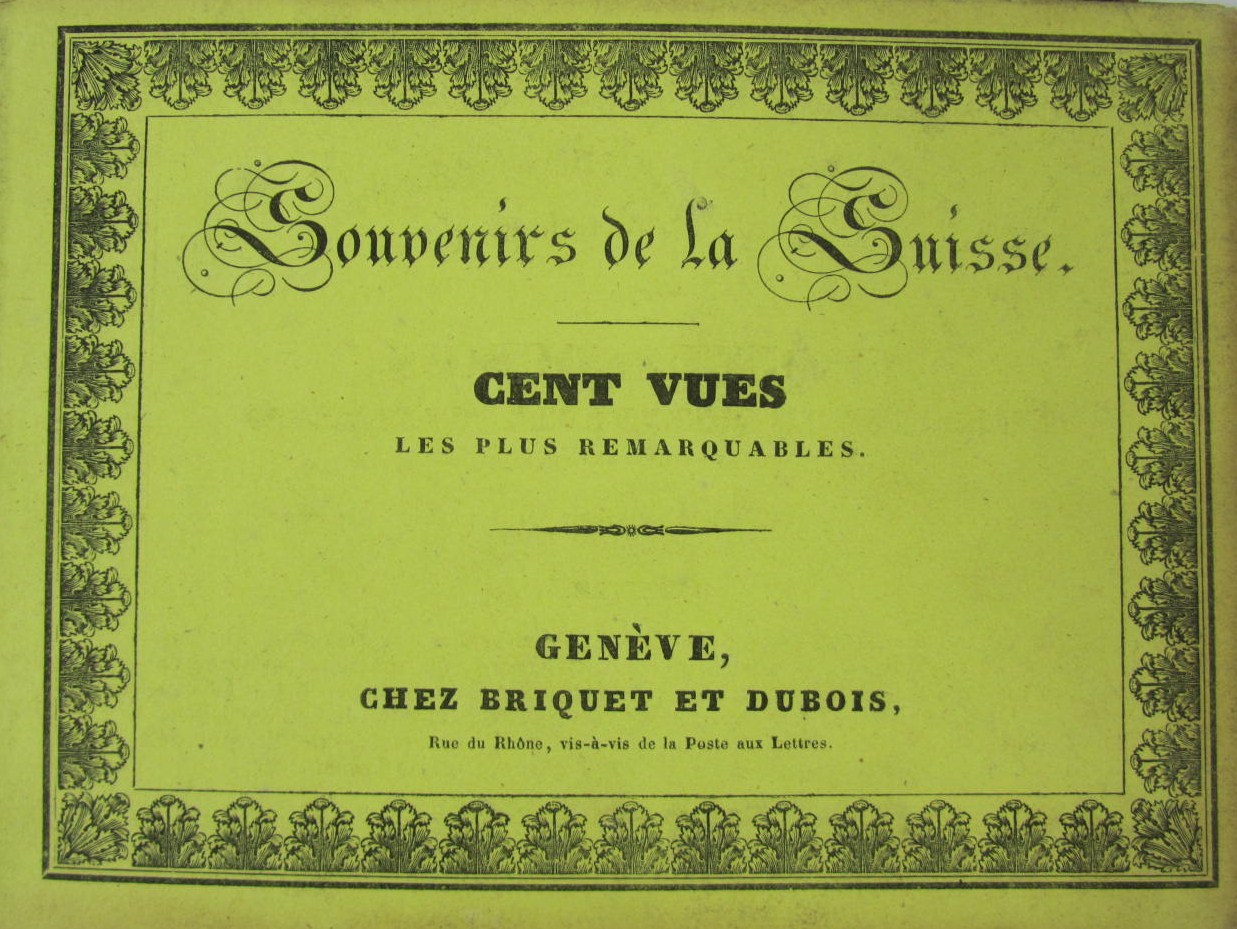 Souvenirs de la Suisse.
CENT VUES
LES PLUS REMARQUABLES.
GENÈVE,
CHEZ BRIQUET ET DUBOIS,
Rue du Rhône, vis-à-vis de la Poste aux Lettres.